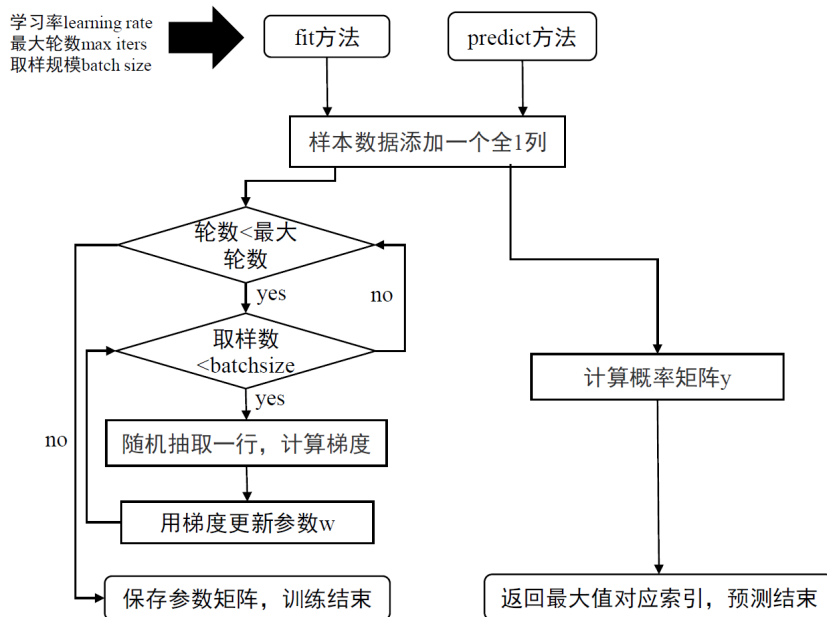 学习率learning rate
最大轮数max iters
取样规模batch size
fit方法
predict方法
样本数据添加一个全1列
轮数<最大
轮数
yes
no
取样数
<batchsize
计算概率矩阵y
yes
no
随机抽取一行，计算梯度
用梯度更新参数w
保存参数矩阵，训练结束
返回最大值对应索引，预测结束